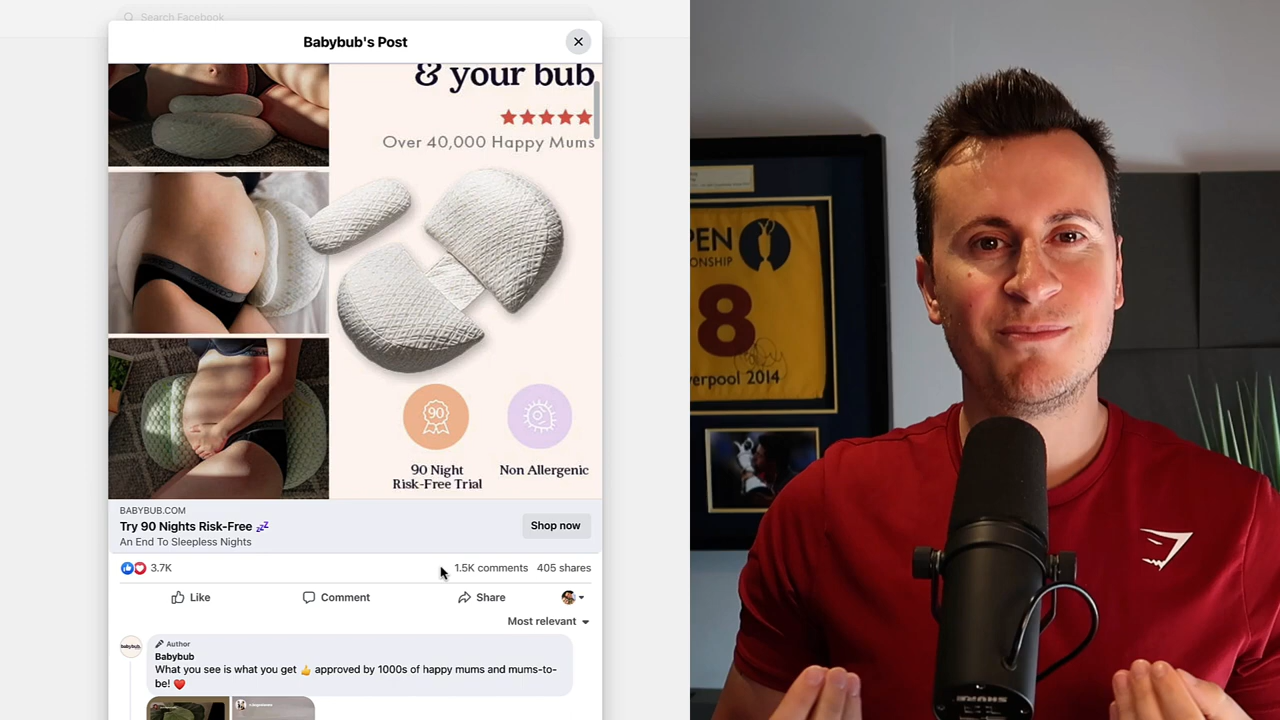 Search Facebook
Babybub's Post
& your bub
Over 40,000 Happy Mums
90
90 Night
Risk-Free Trial
Non Allergenic
BABYBUB.COM
Try 90 Nights Risk-Free 💤
An End To Sleepless Nights
Shop now
3.7K
1.5K comments
405 shares
Like
Comment
Share
Most relevant
babybub
Author
Babybub
What you see is what you get 👍 approved by 1000s of happy mums and mums-to-
be! ❤️
PEN
ONSHIP
8
verpool 2014